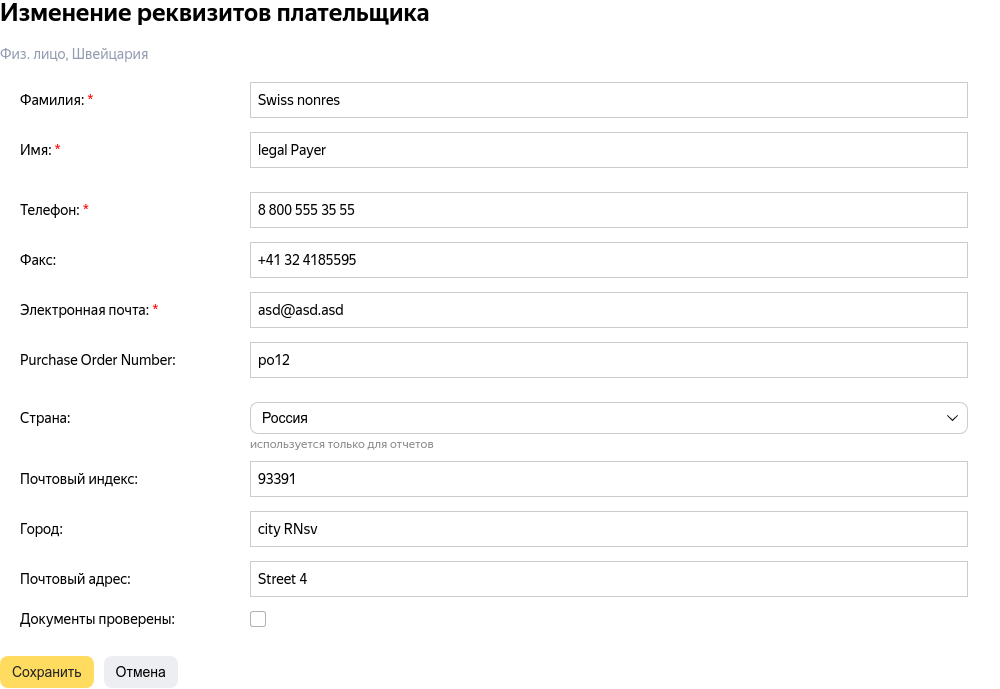 Изменение реквизитов плательщика
Физ. лицо, Швейцария
Фамилия: * Swiss nonres
Имя: * legal Payer
Телефон: * 8 800 555 35 55
Факс: +41 32 4185595
Электронная почта: * asd@asd.asd
Purchase Order Number: po12
Страна: Россия
используется только для отчетов
Почтовый индекс: 93391
Город: city RNsv
Почтовый адрес: Street 4
Документы проверены:
Сохранить Отмена